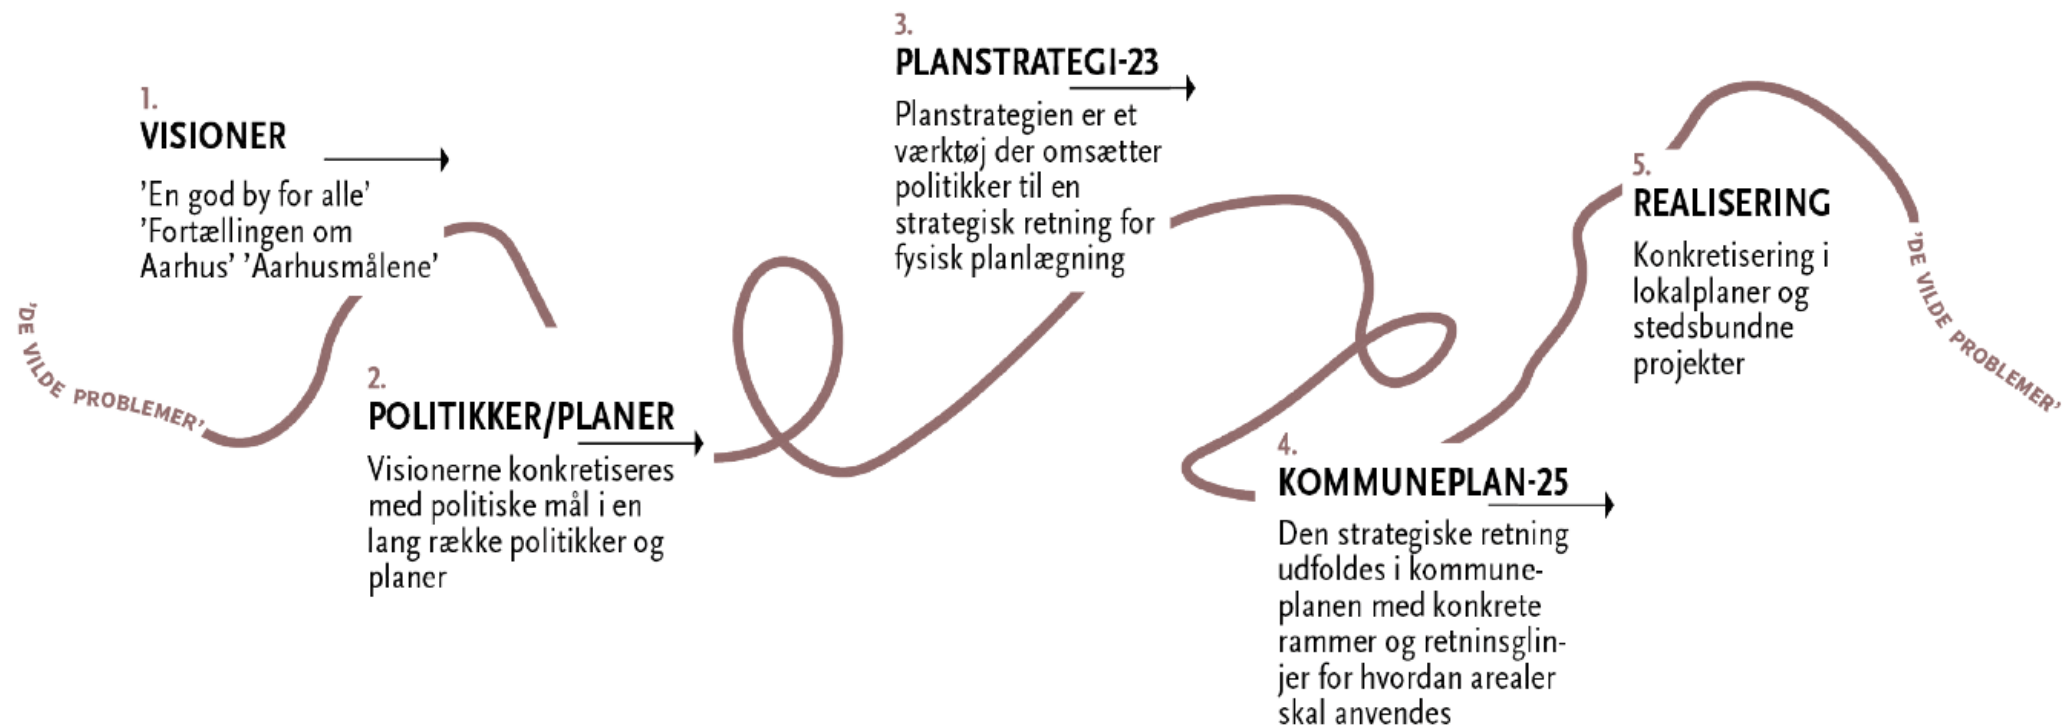 'DE VILDE PROBLEMER'
1.
VISIONER
’En god by for alle’
’Fortællingen om
Aarhus’ ’Aarhusmålene’
2.
POLITIKKER/PLANER
Visionerne konkretiseres
med politiske mål i en
lang række politikker og
planer
3.
PLANSTRATEGI-23
Planstrategien er et
værktøj der omsætter
politikker til en
strategisk retning for
fysisk planlægning
4.
KOMMUNEPLAN-25
Den strategiske retning
udfoldes i kommune-
planen med konkrete
rammer og retninsglin-
jer for hvordan arealer
skal anvendes
5.
REALISERING
Konkretisering i
lokalplaner og
stedsbundne
projekter
'DE VILDE PROBLEMER'